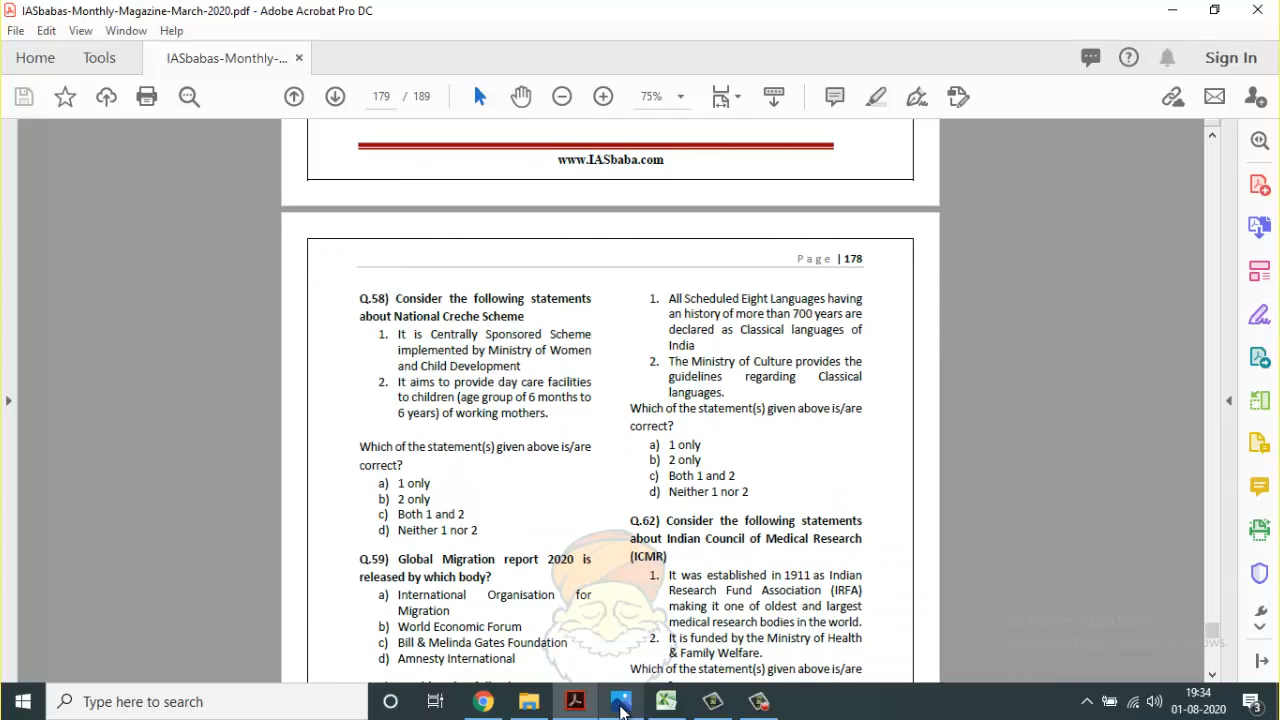 IASbabas-Monthly-Magazine-March-2020.pdf - Adobe Acrobat Pro DC
File Edit View Window Help
Home Tools IASbabas-Monthly-... × Sign In
179 / 189 75%
www.IASbaba.com
Page | 178
Q.58) Consider the following statements
about National Creche Scheme
1. It is Centrally Sponsored Scheme
implemented by Ministry of Women
and Child Development
2. It aims to provide day care facilities
to children (age group of 6 months to
6 years) of working mothers.
Which of the statement(s) given above is/are
correct?
a) 1 only
b) 2 only
c) Both 1 and 2
d) Neither 1 nor 2
Q.59) Global Migration report 2020 is
released by which body?
a) International Organisation for
Migration
b) World Economic Forum
c) Bill & Melinda Gates Foundation
d) Amnesty International
1. All Scheduled Eight Languages having
an history of more than 700 years are
declared as Classical languages of
India
2. The Ministry of Culture provides the
guidelines regarding Classical
languages.
Which of the statement(s) given above is/are
correct?
a) 1 only
b) 2 only
c) Both 1 and 2
d) Neither 1 nor 2
Q.62) Consider the following statements
about Indian Council of Medical Research
(ICMR)
1. It was established in 1911 as Indian
Research Fund Association (IRFA)
making it one of oldest and largest
medical research bodies in the world.
2. It is funded by the Ministry of Health
& Family Welfare.
Which of the statement(s) given above is/are
Type here to search
19:34
01-08-2020
3